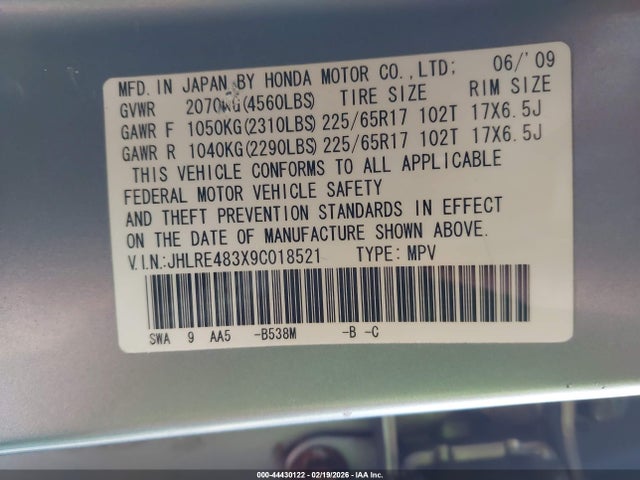 MFD. IN JAPAN BY HONDA MOTOR CO.,LTD; 06/'09
GVWR 2070KG(4560LBS) TIRE SIZE RIM SIZE
GAWR F 1050KG(2310LBS) 225/65R17 102T 17X6.5J
GAWR R 1040KG(2290LBS) 225/65R17 102T 17X6.5J
THIS VEHICLE CONFORMS TO ALL APPLICABLE
FEDERAL MOTOR VEHICLE SAFETY
AND THEFT PREVENTION STANDARDS IN EFFECT
ON THE DATE OF MANUFACTURE SHOWN ABOVE.
V.I.N:JHLRE483X9C018521 TYPE: MPV
SWA 9 AA5 -B538M -B -C
000-44430122 - 02/19/2026 - IAA Inc.